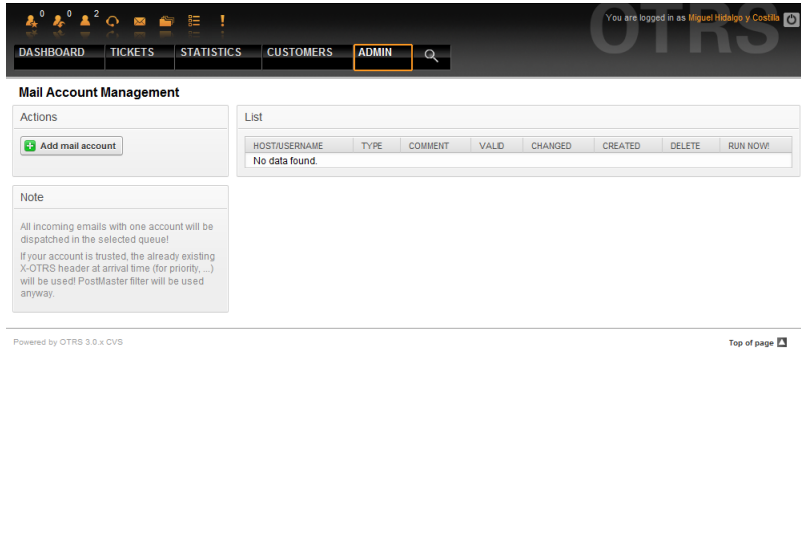 0 0 2
You are logged in as Miguel Hidalgo y Costilla
OTRS
DASHBOARD TICKETS STATISTICS CUSTOMERS ADMIN
Mail Account Management
Actions
Add mail account
List
HOST/USERNAME TYPE COMMENT VALID CHANGED CREATED DELETE RUN NOW!
No data found.
Note
All incoming emails with one account will be
dispatched in the selected queue!
If your account is trusted, the already existing
X-OTRS header at arrival time (for priority, ...)
will be used! PostMaster filter will be used
anyway.
Powered by OTRS 3.0.x CVS
Top of page